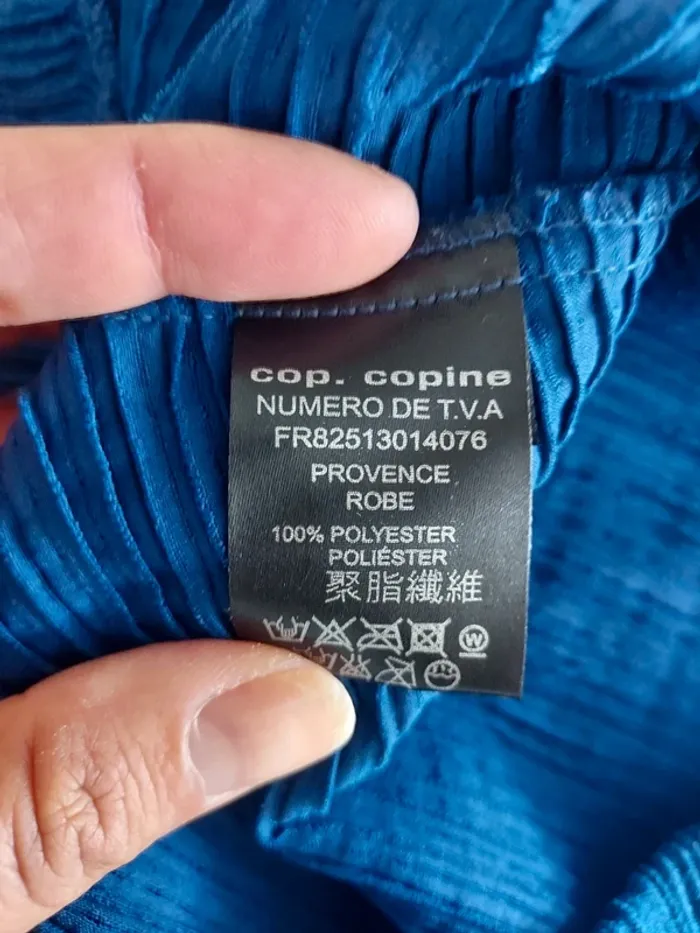 cop. copine
NUMERO DE T.V.A
FR82513014076
PROVENCE
ROBE
100% POLYESTER
POLIÉSTER
聚脂纖維
W